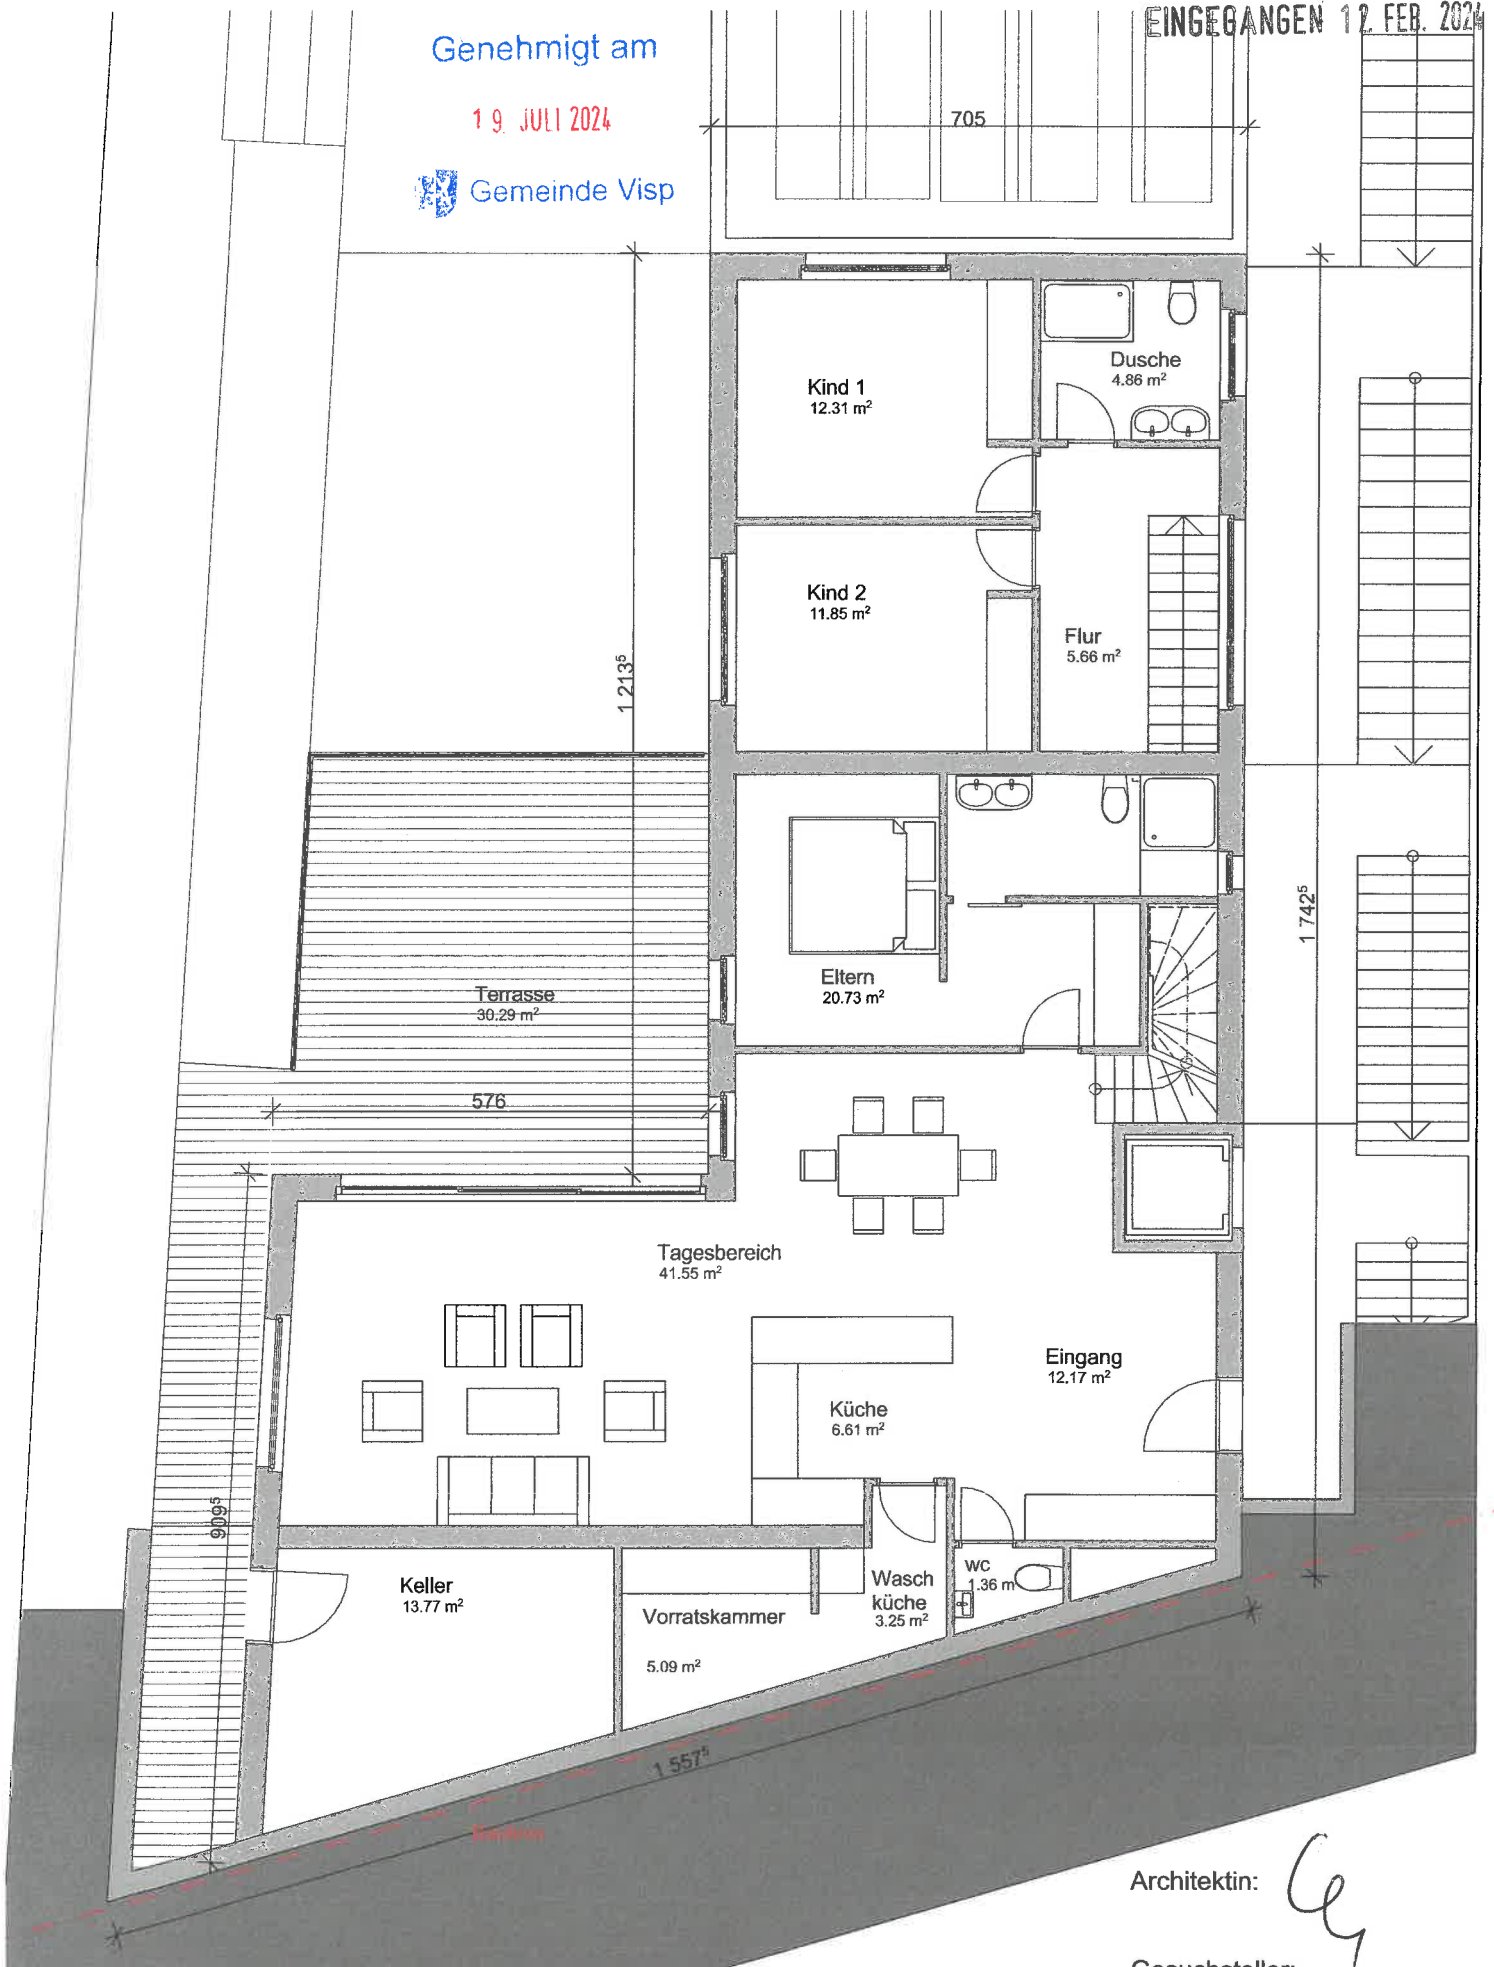 EINGEGANGEN 12. FEB. 2024
Genehmigt am
19. JULI 2024
Gemeinde Visp
705
Kind 1
12.31 m²
Dusche
4.86 m²
Kind 2
11.85 m²
Flur
5.66 m²
1 213⁵
1 742⁵
Eltern
20.73 m²
Terrasse
30.29 m²
576
Tagesbereich
41.55 m²
Eingang
12.17 m²
Küche
6.61 m²
909⁵
Keller
13.77 m²
Vorratskammer
5.09 m²
Wasch
küche
3.25 m²
WC
1.36 m
1 557⁵
Architektin:
Gesuchsteller: